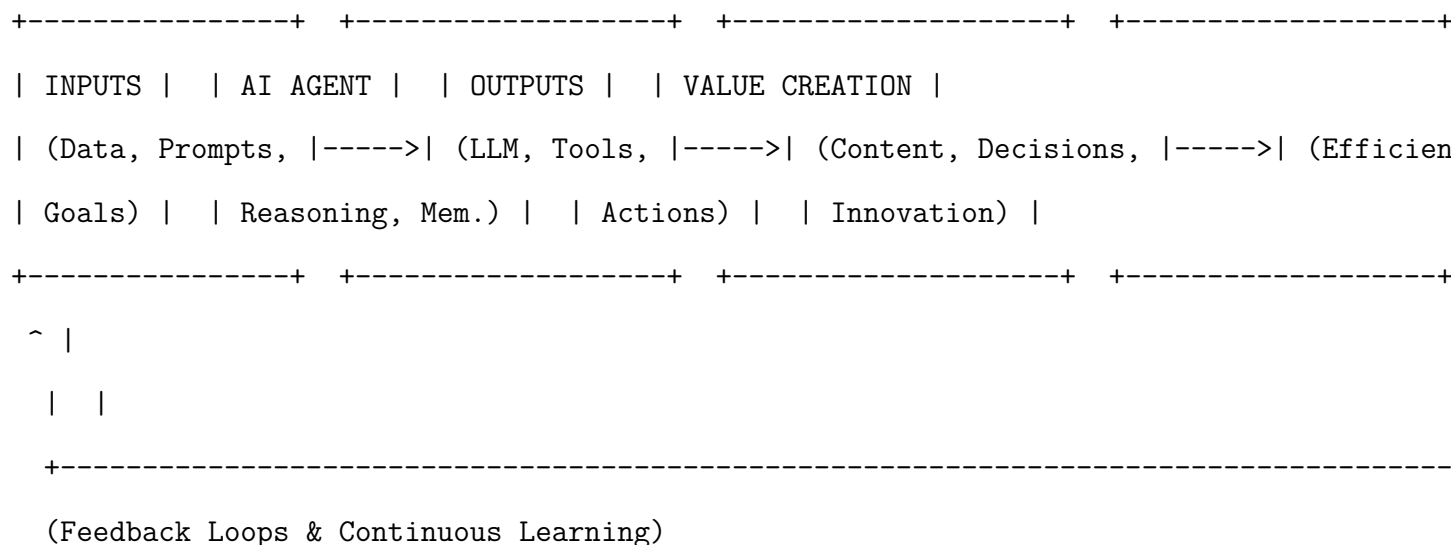 +----------------+  +-------------------+  +--------------------+  +-------------------+
| INPUTS |  | AI AGENT |  | OUTPUTS |  | VALUE CREATION |
| (Data, Prompts, |----->| (LLM, Tools, |----->| (Content, Decisions, |----->| (Efficien
| Goals) |  | Reasoning, Mem.) |  | Actions) |  | Innovation) |
+----------------+  +-------------------+  +--------------------+  +-------------------+
^ |
| |
+-------------------------------------------------------------------------------------
(Feedback Loops & Continuous Learning)